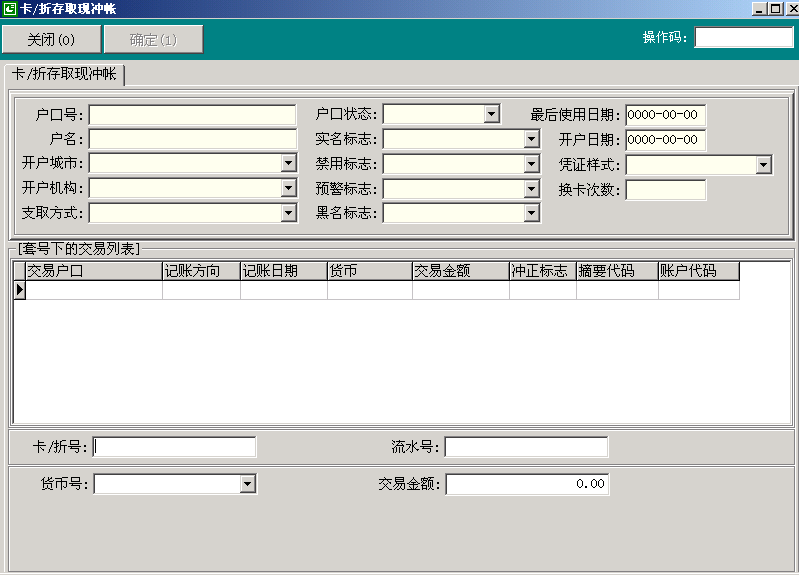 卡/折存取现冲帐
关闭(0) 确定(1) 操作码:
卡/折存取现冲帐
户口号: 户口状态: 最后使用日期: 0000-00-00
户名: 实名标志: 开户日期: 0000-00-00
开户城市: 禁用标志: 凭证样式:
开户机构: 预警标志: 换卡次数:
支取方式: 黑名标志:
[套号下的交易列表]
交易户口 记账方向 记账日期 货币 交易金额 冲正标志 摘要代码 账户代码
卡/折号: 流水号:
货币号: 交易金额: 0.00